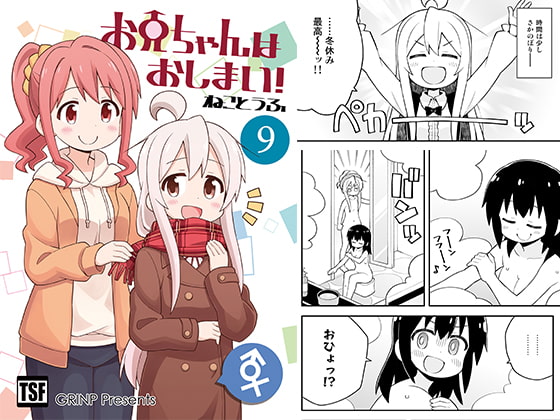 お兄ちゃんは
おしまい!
ねことうふ
9
TSF
GRINP Presents
時間は少し
さかのぼり━━
……冬休み
最高〜〜ッ!!
ペカーーッ
バンッ
フーン
フフーン♪
……
おひょっ!?